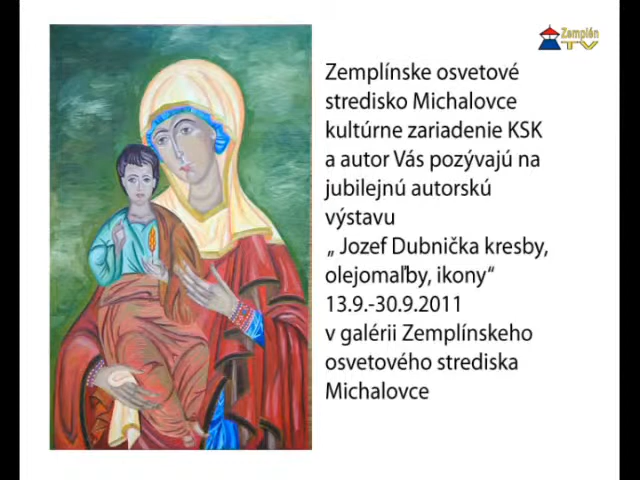 Zemplén
TV
Zemplínske osvetové
stredisko Michalovce
kultúrne zariadenie KSK
a autor Vás pozývajú na
jubilejnú autorskú
výstavu
„ Jozef Dubnička kresby,
olejomaľby, ikony“
13.9.-30.9.2011
v galérii Zemplínskeho
osvetového strediska
Michalovce